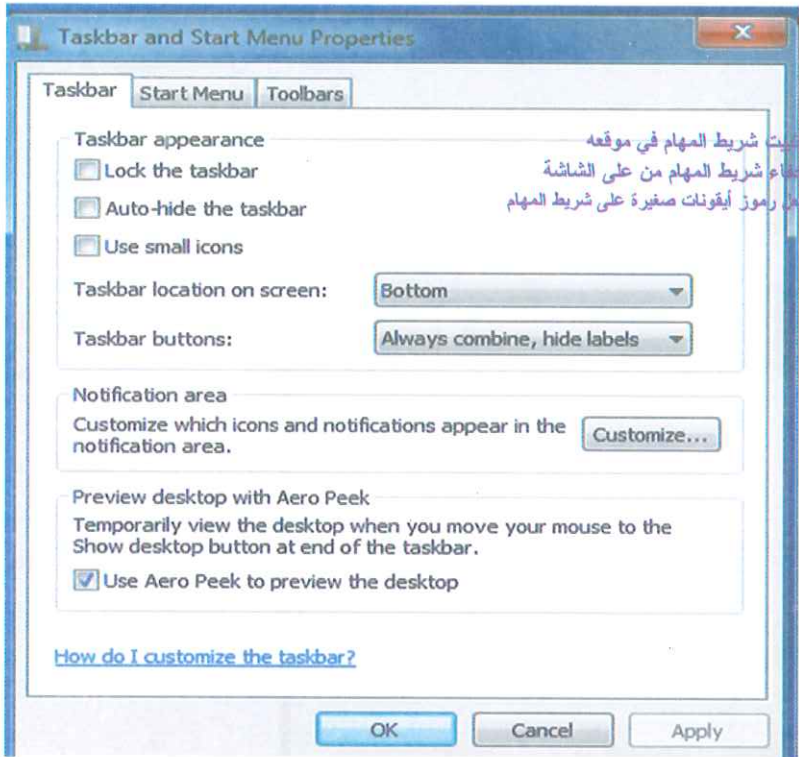 Taskbar and Start Menu Properties
Taskbar Start Menu Toolbars
Taskbar appearance
شريط المهام في موقعه
Lock the taskbar
شريط المهام من على الشاشة
Auto-hide the taskbar
رموز أيقونات صغيرة على شريط المهام
Use small icons
Taskbar location on screen: Bottom
Taskbar buttons: Always combine, hide labels
Notification area
Customize which icons and notifications appear in the
notification area.
Customize...
Preview desktop with Aero Peek
Temporarily view the desktop when you move your mouse to the
Show desktop button at end of the taskbar.
Use Aero Peek to preview the desktop
How do I customize the taskbar?
OK Cancel Apply